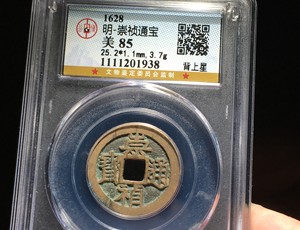 1628
明-崇祯通宝
美 85
25.2*1.1mm,3.7g
1111201938
背上星
★ 文物鉴定委员会监制 ★
崇禎通寶